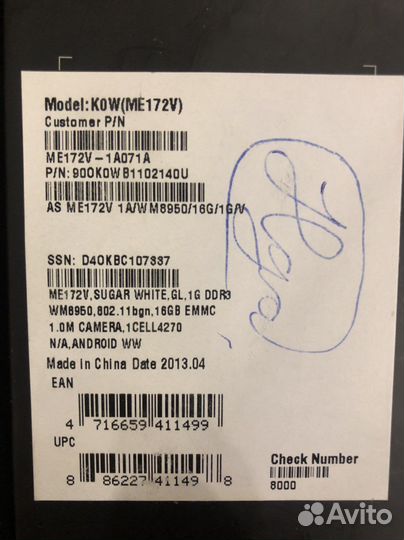 Model:K0W(ME172V)
Customer P/N
ME172V-1A071A
P/N:90OK0WB1102140U
AS ME172V 1A/WM8950/16G/1G/V
SSN: D4OKBC107337
ME172V,SUGAR WHITE,GL,1G DDR3
WM8950,802.11bgn,16GB EMMC
1.0M CAMERA,1CELL4270
N/A,ANDROID WW
Made in China Date 2013.04
EAN
4 716659 411499
UPC
8 86227 41149 8
Check Number
8000
Avito